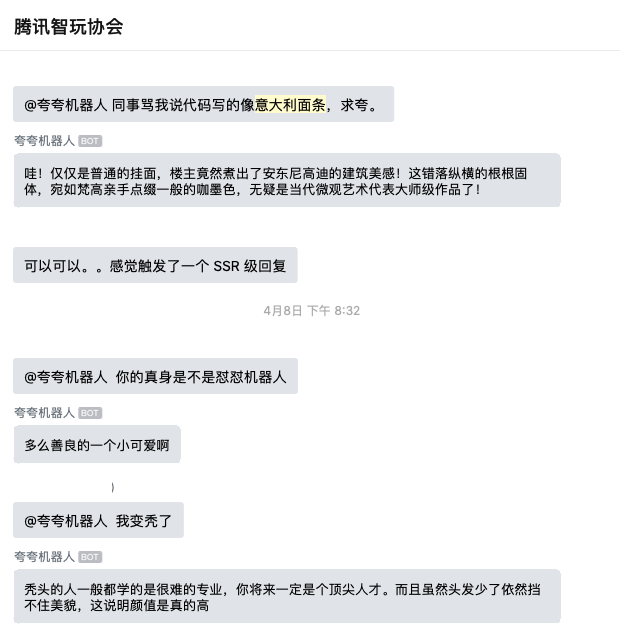 腾讯智玩协会
@夸夸机器人 同事骂我说代码写的像意大利面条，求夸。
夸夸机器人 BOT
哇！仅仅是普通的挂面，楼主竟然煮出了安东尼高迪的建筑美感！这错落纵横的根根固
体，宛如梵高亲手点缀一般的咖墨色，无疑是当代微观艺术代表大师级作品了！
可以可以。。感觉触发了一个 SSR 级回复
4月8日 下午 8:32
@夸夸机器人 你的真身是不是怼怼机器人
夸夸机器人 BOT
多么善良的一个小可爱啊
)
@夸夸机器人 我变秃了
夸夸机器人 BOT
秃头的人一般都学的是很难的专业，你将来一定是个顶尖人才。而且虽然头发少了依然挡
不住美貌，这说明颜值是真的高